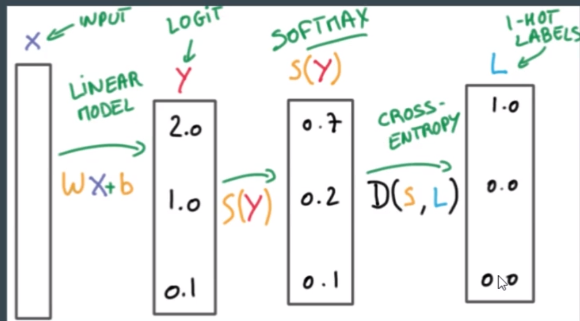 X
INPUT
LINEAR
MODEL
WX+b
LOGIT
Y
2.0
1.0
0.1
S(Y)
SOFTMAX
S(Y)
0.7
0.2
0.1
CROSS-
ENTROPY
D(S, L)
1-HOT
LABELS
L
1.0
0.0
0.0